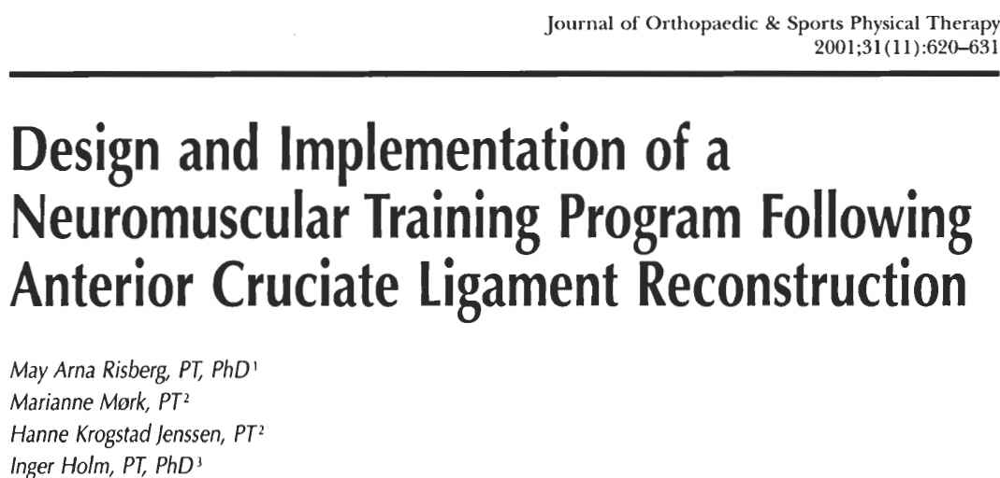 Journal of Orthopaedic & Sports Physical Therapy
2001;31(11):620–631
Design and Implementation of a
Neuromuscular Training Program Following
Anterior Cruciate Ligament Reconstruction
May Arna Risberg, PT, PhD¹
Marianne Mørk, PT²
Hanne Krogstad Jenssen, PT²
Inger Holm, PT, PhD³